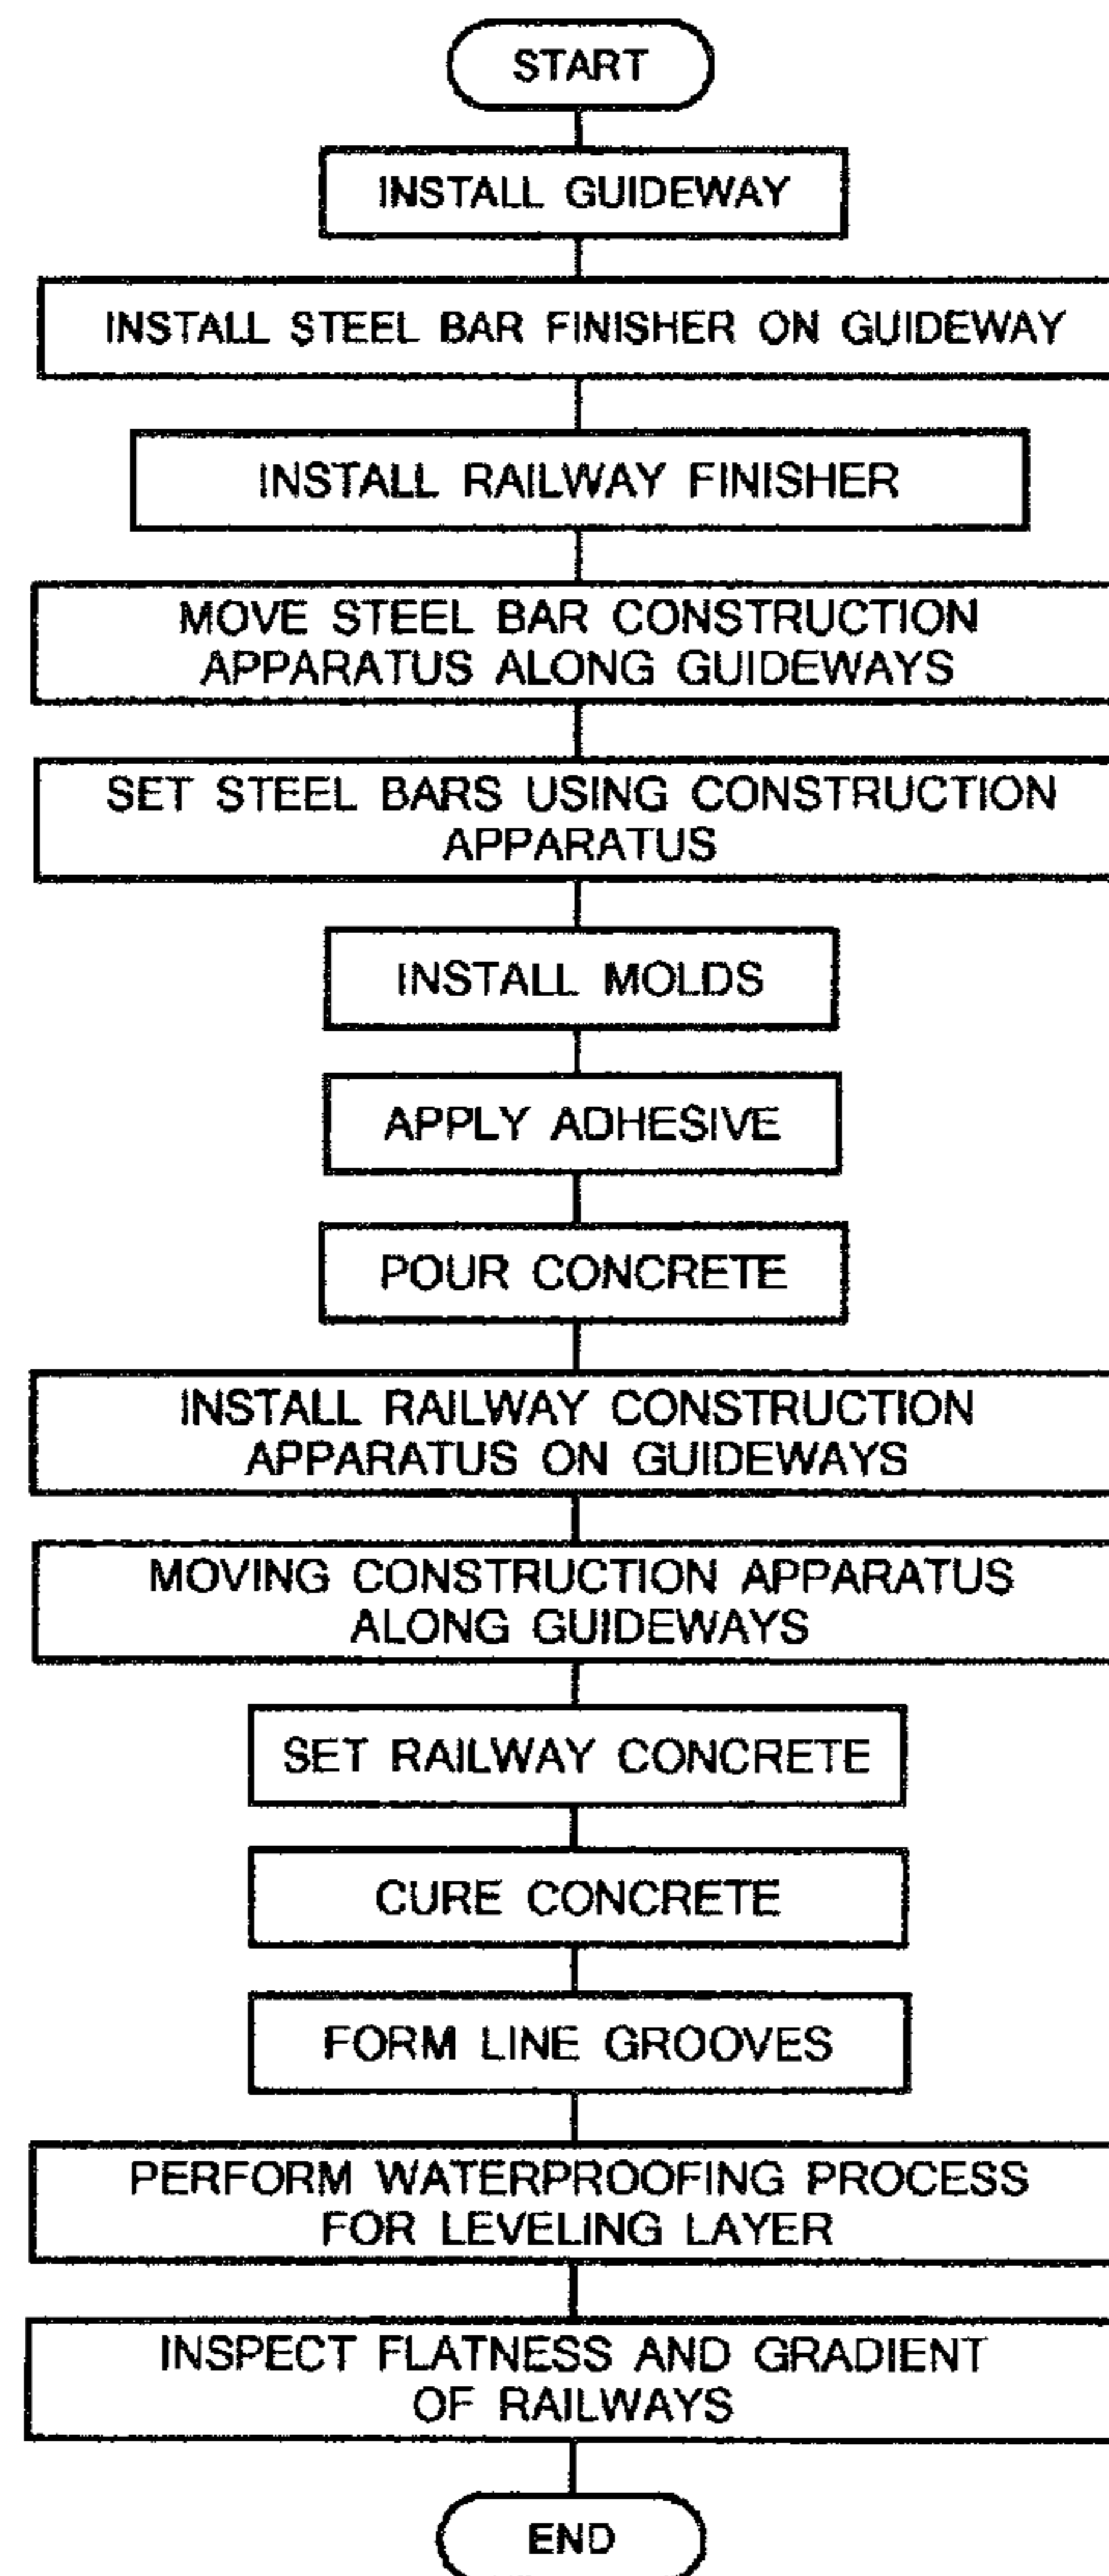 START
INSTALL GUIDEWAY
INSTALL STEEL BAR FINISHER ON GUIDEWAY
INSTALL RAILWAY FINISHER
MOVE STEEL BAR CONSTRUCTION
APPARATUS ALONG GUIDEWAYS
SET STEEL BARS USING CONSTRUCTION
APPARATUS
INSTALL MOLDS
APPLY ADHESIVE
POUR CONCRETE
INSTALL RAILWAY CONSTRUCTION
APPARATUS ON GUIDEWAYS
MOVING CONSTRUCTION APPARATUS
ALONG GUIDEWAYS
SET RAILWAY CONCRETE
CURE CONCRETE
FORM LINE GROOVES
PERFORM WATERPROOFING PROCESS
FOR LEVELING LAYER
INSPECT FLATNESS AND GRADIENT
OF RAILWAYS
END